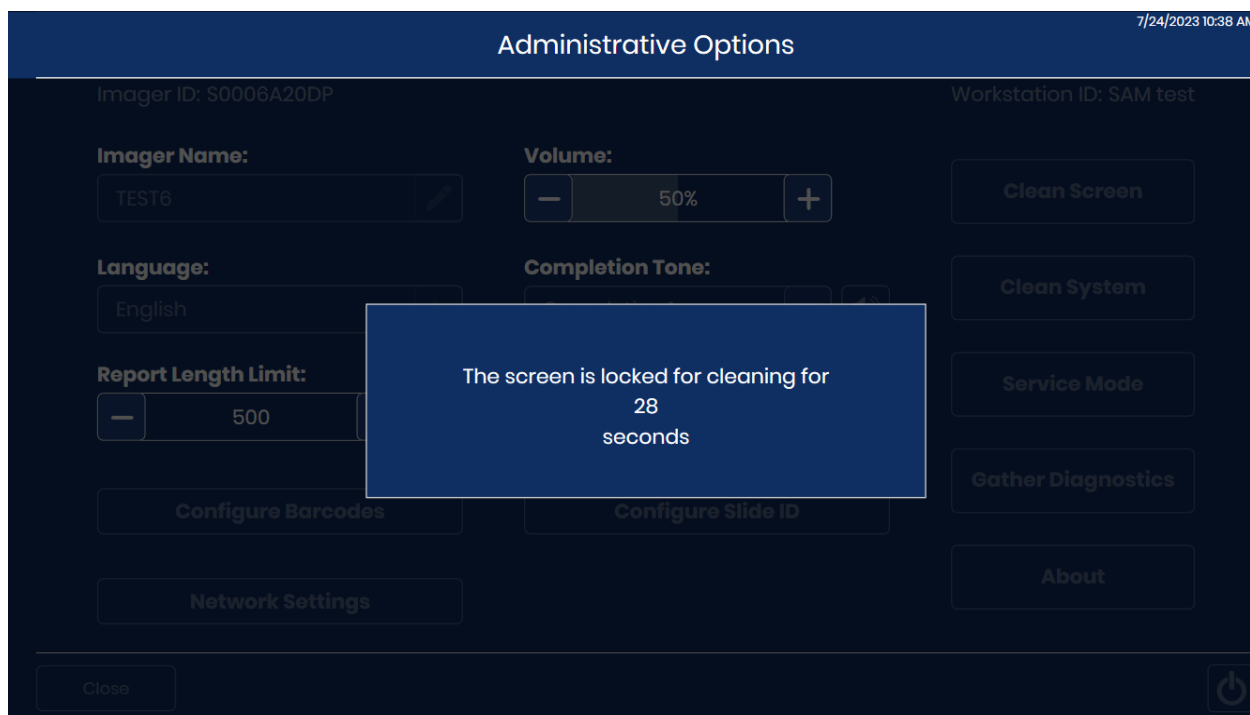 7/24/2023 10:38 AM
Administrative Options
Imager ID: S0006A20DP
Workstation ID: SAM test
Imager Name:
Volume:
TEST6
50%
Clean Screen
Language:
Completion Tone:
English
Clean System
Report Length Limit:
500
The screen is locked for cleaning for
28
seconds
Service Mode
Gather Diagnostics
Configure Barcodes
Configure Slide ID
About
Network Settings
Close